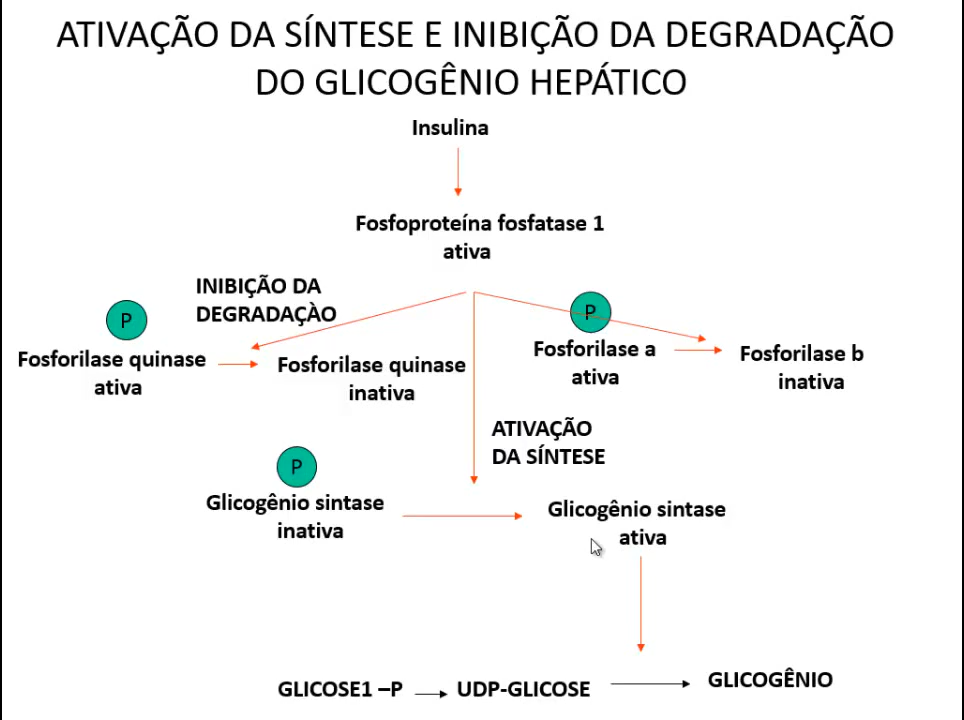 ATIVAÇÃO DA SÍNTESE E INIBIÇÃO DA DEGRADAÇÃO
DO GLICOGÊNIO HEPÁTICO
Insulina
Fosfoproteína fosfatase 1
ativa
INIBIÇÃO DA
DEGRADAÇÀO
P
Fosforilase quinase
ativa
Fosforilase quinase
inativa
P
Fosforilase a
ativa
Fosforilase b
inativa
ATIVAÇÃO
DA SÍNTESE
P
Glicogênio sintase
inativa
Glicogênio sintase
ativa
GLICOSE1 –P
UDP-GLICOSE
GLICOGÊNIO